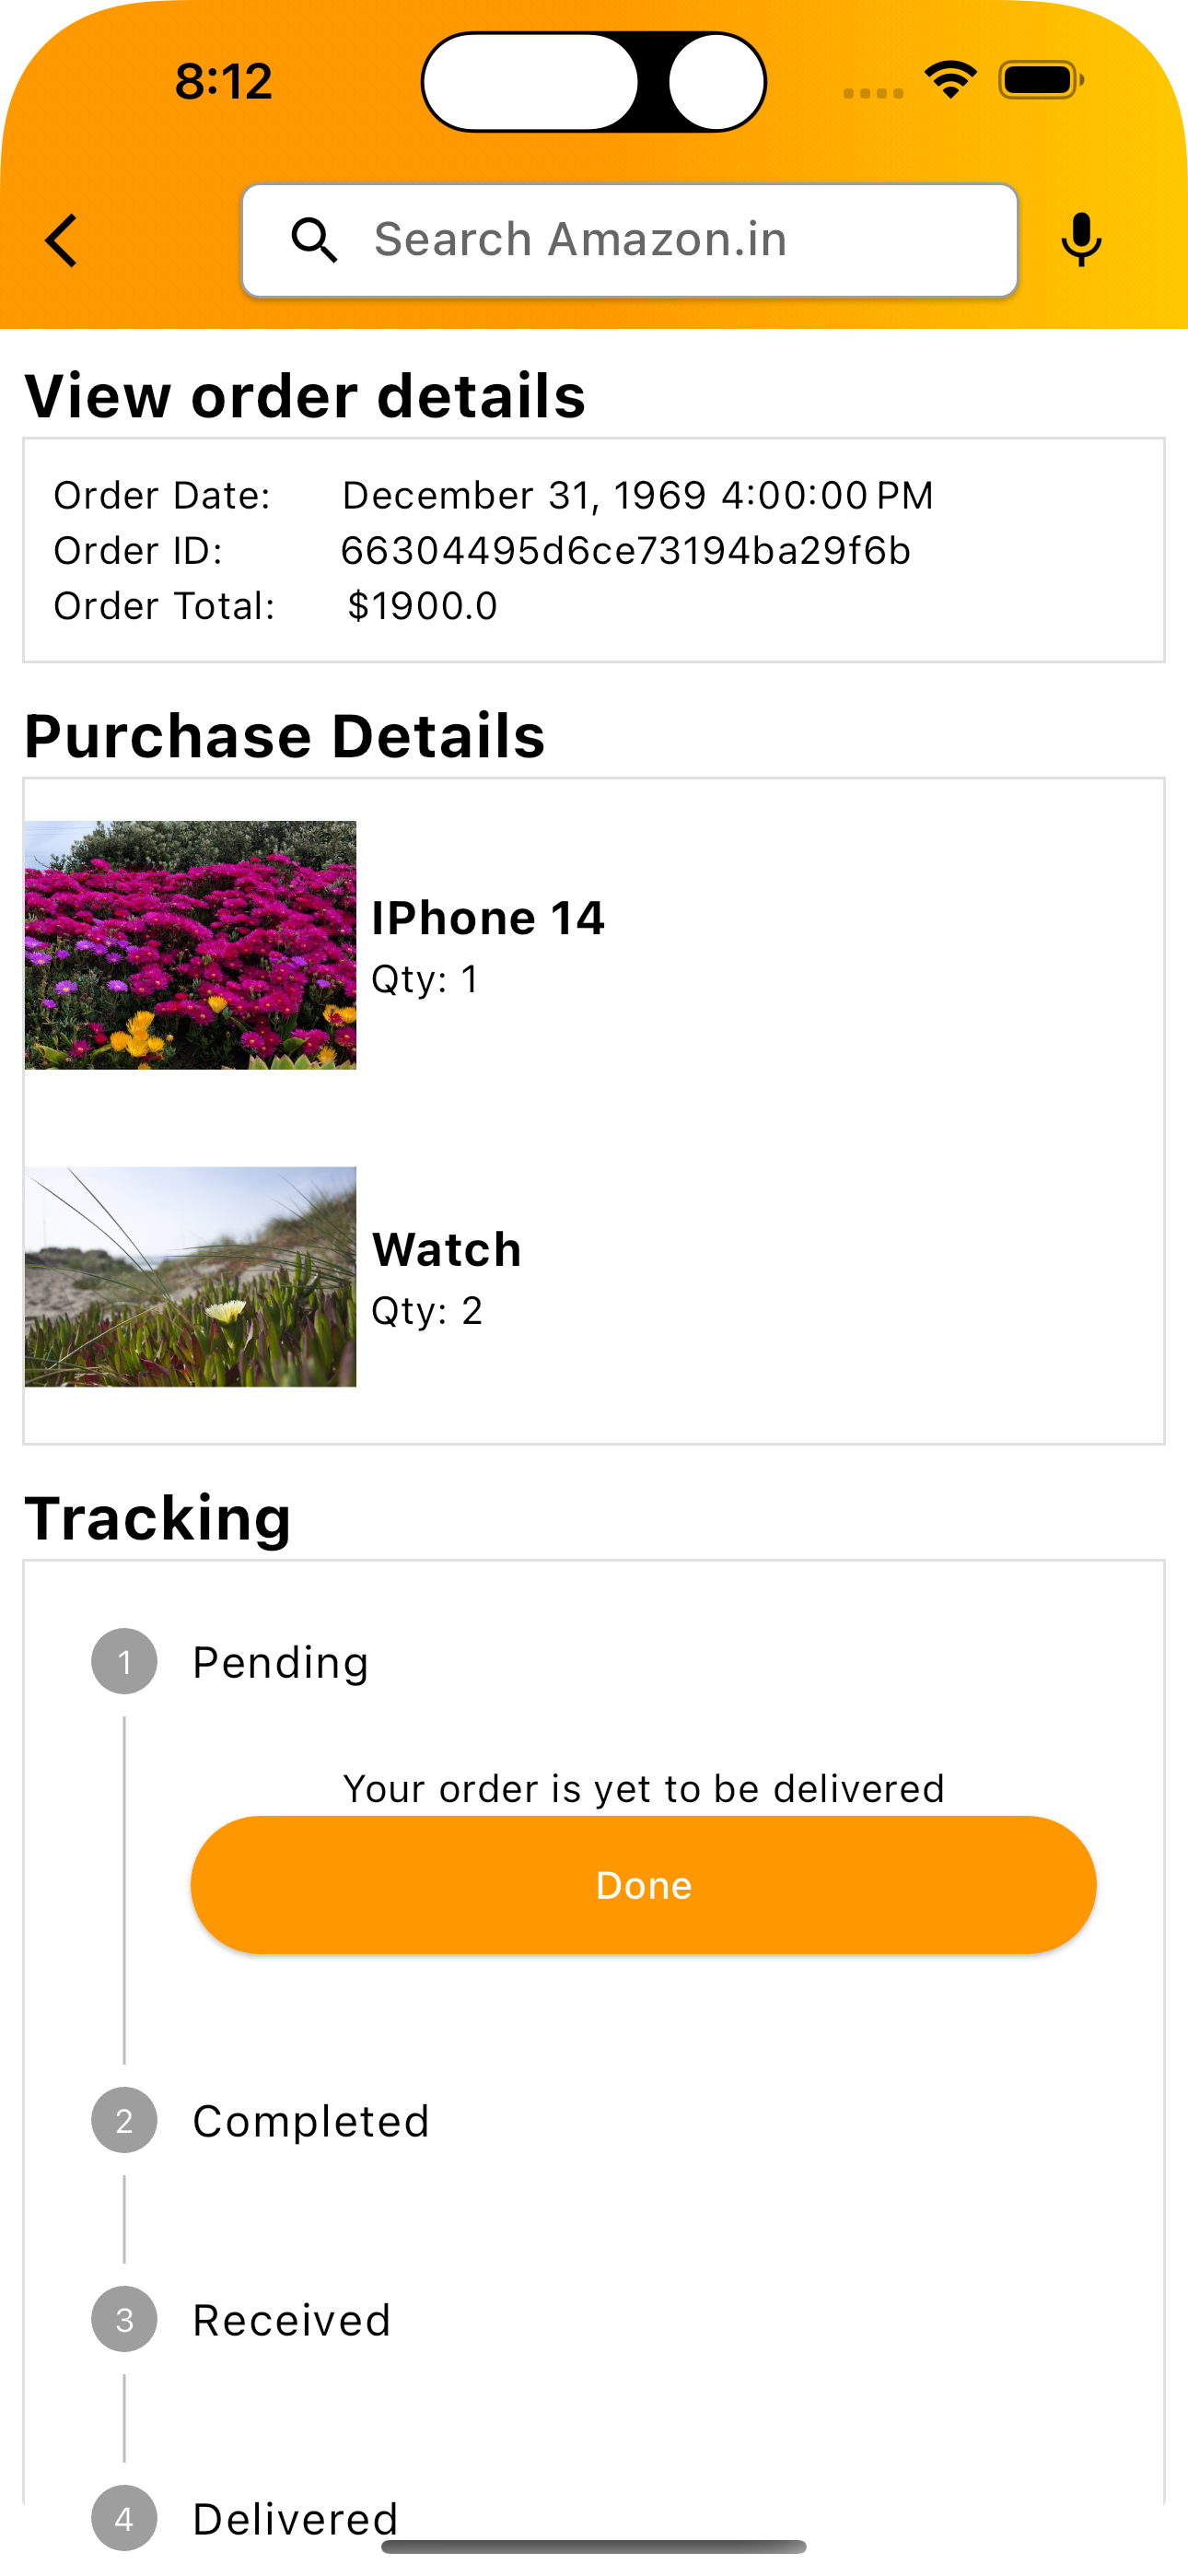 8:12
Search Amazon.in
View order details
Order Date: December 31, 1969 4:00:00 PM
Order ID: 66304495d6ce73194ba29f6b
Order Total: $1900.0
Purchase Details
IPhone 14
Qty: 1
Watch
Qty: 2
Tracking
1 Pending
Your order is yet to be delivered
Done
2 Completed
3 Received
4 Delivered